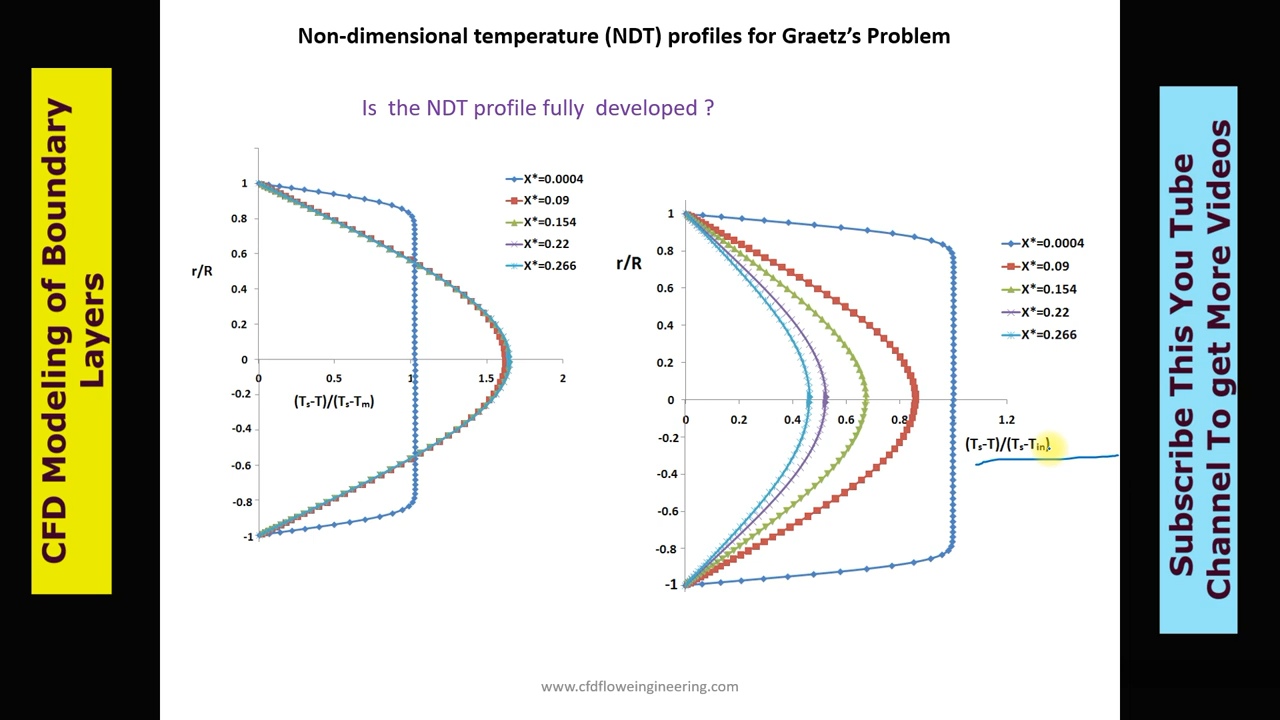 Non-dimensional temperature (NDT) profiles for Graetz's Problem
Is the NDT profile fully developed ?
CFD Modeling of Boundary
Layers
1
0.8
0.6
0.4
0.2
0
-0.2
-0.4
-0.6
-0.8
-1
r/R
0
0.5
1
1.5
2
(Tₛ-T)/(Tₛ-Tₘ)
X*=0.0004
X*=0.09
X*=0.154
X*=0.22
X*=0.266
1
0.8
0.6
0.4
0.2
0
-0.2
-0.4
-0.6
-0.8
-1
r/R
0
0.2
0.4
0.6
0.8
1.2
(Tₛ-T)/(Tₛ-Tᵢₙ)
X*=0.0004
X*=0.09
X*=0.154
X*=0.22
X*=0.266
Subscribe This You Tube
Channel To get More Videos
www.cfdfloweingineering.com